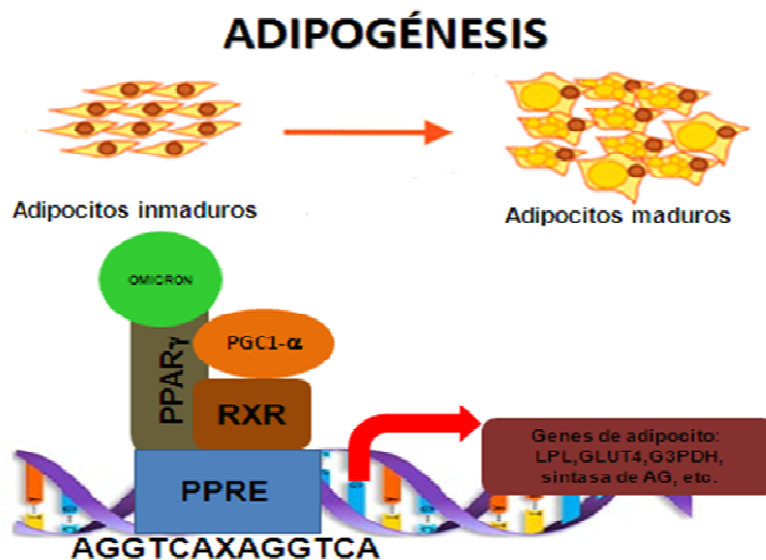 ADIPOGÉNESIS
Adipocitos inmaduros
Adipocitos maduros
OMICRON
PPARγ
PGC1-α
RXR
PPRE
Genes de adipocito:
LPL,GLUT4,G3PDH,
sintasa de AG, etc.
AGGTCAXAGGTCA